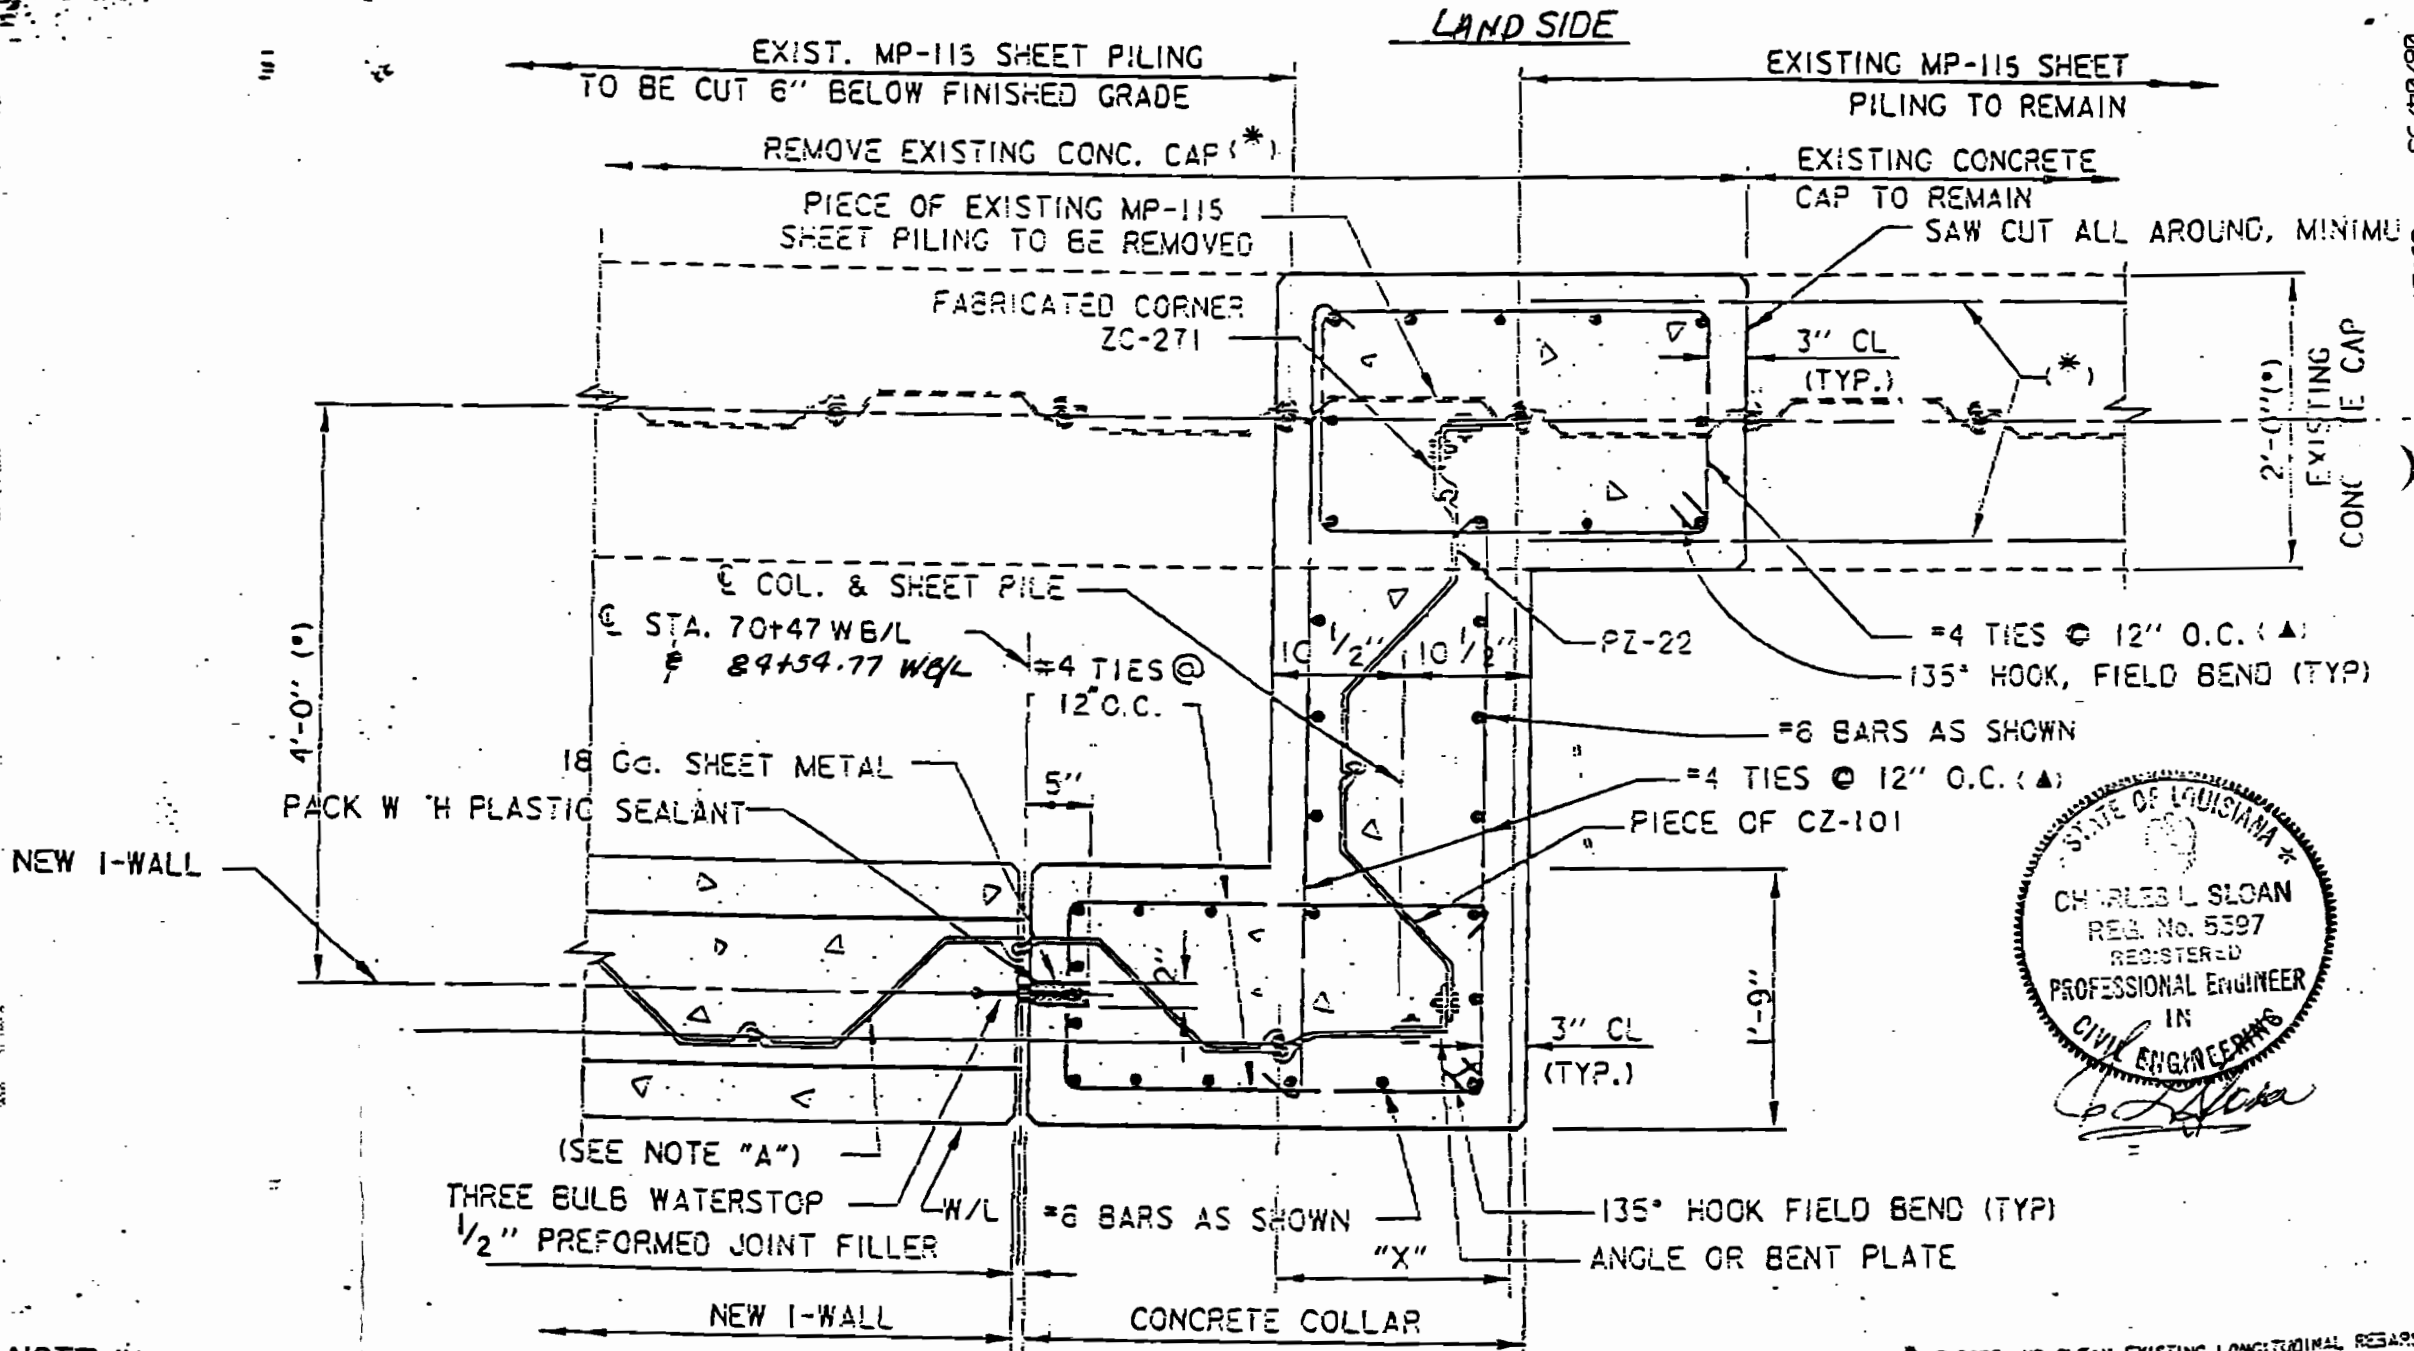 LAND SIDE
EXIST. MP-115 SHEET PILING
TO BE CUT 6" BELOW FINISHED GRADE
EXISTING MP-115 SHEET
PILING TO REMAIN
REMOVE EXISTING CONC. CAP (*)
EXISTING CONCRETE
CAP TO REMAIN
PIECE OF EXISTING MP-115
SHEET PILING TO BE REMOVED
SAW CUT ALL AROUND, MINIMU
FABRICATED CORNER
ZC-271
3" CL
(TYP.)
(*)
EXISTING
CAP
4'-0" (*)
℄ COL. & SHEET PILE
℄ STA. 70+47 WB/L
& 84+54.77 WB/L
#4 TIES @
12" O.C.
10 1/2"
10 1/2"
PZ-22
#4 TIES @ 12" O.C. (▲)
135° HOOK, FIELD BEND (TYP)
#6 BARS AS SHOWN
18 Ga. SHEET METAL
5"
#4 TIES @ 12" O.C. (▲)
PACK W TH PLASTIC SEALANT
PIECE OF CZ-101
NEW I-WALL
2"
1'-9"
3" CL
(TYP.)
STATE OF LOUISIANA *
CHARLES L. SLOAN
REG. No. 5597
REGISTERED
PROFESSIONAL ENGINEER
IN
CIVIL ENGINEERING
(SEE NOTE "A")
THREE BULB WATERSTOP
W/L
#6 BARS AS SHOWN
135° HOOK FIELD BEND (TYP)
1/2" PREFORMED JOINT FILLER
"X"
ANGLE OR BENT PLATE
NEW I-WALL
CONCRETE COLLAR
EXISTING LONGITUDINAL REBARS